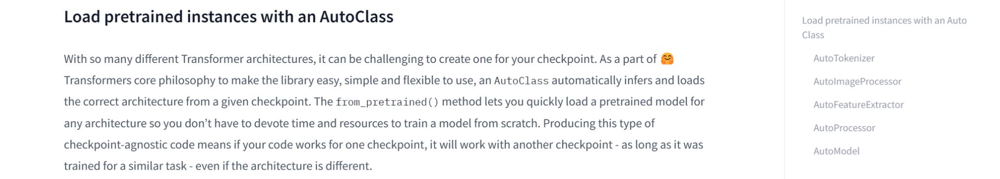 Load pretrained instances with an AutoClass
With so many different Transformer architectures, it can be challenging to create one for your checkpoint. As a part of 🤗
Transformers core philosophy to make the library easy, simple and flexible to use, an AutoClass automatically infers and loads
the correct architecture from a given checkpoint. The from_pretrained() method lets you quickly load a pretrained model for
any architecture so you don’t have to devote time and resources to train a model from scratch. Producing this type of
checkpoint-agnostic code means if your code works for one checkpoint, it will work with another checkpoint - as long as it was
trained for a similar task - even if the architecture is different.
Load pretrained instances with an Auto
Class
AutoTokenizer
AutoImageProcessor
AutoFeatureExtractor
AutoProcessor
AutoModel